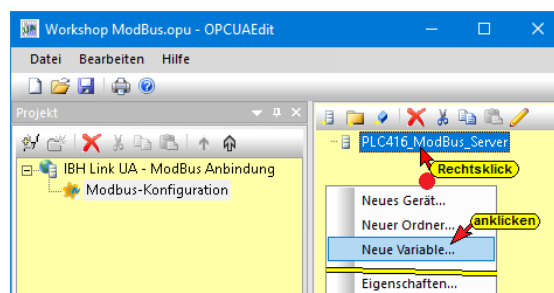 Workshop ModBus.opu - OPCUAEdit
Datei Bearbeiten Hilfe
Projekt
IBH Link UA - ModBus Anbindung
Modbus-Konfiguration
PLC416_ModBus_Server
Rechtsklick
Neues Gerät...
Neuer Ordner...
anklicken
Neue Variable...
Eigenschaften...